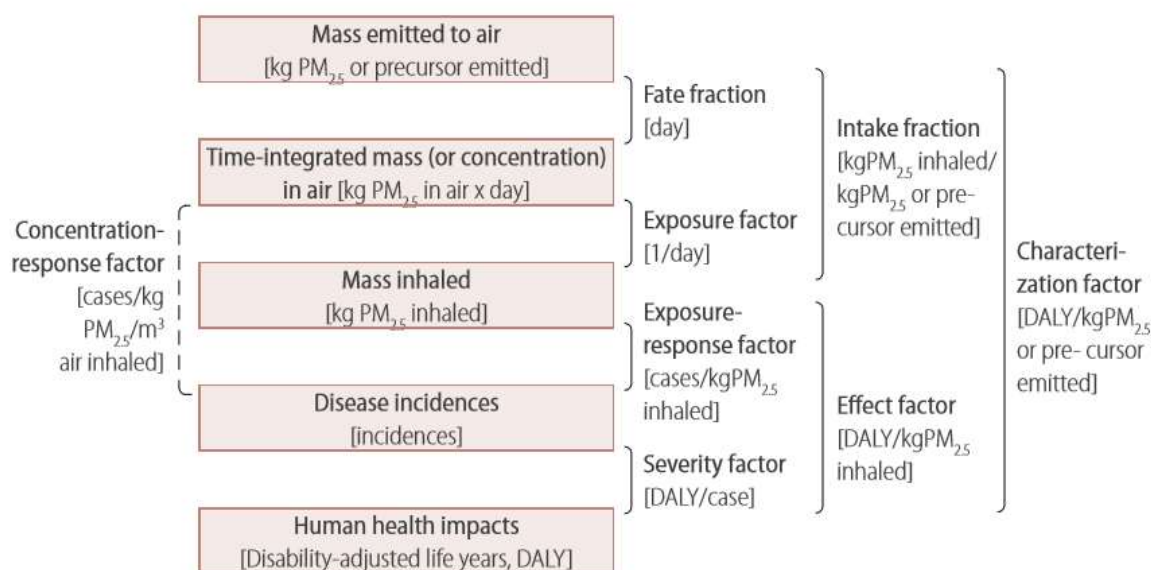 Mass emitted to air
[kg PM2.5 or precursor emitted]
Fate fraction
[day]
Intake fraction
[kgPM2.5 inhaled/
kgPM2.5 or pre-
cursor emitted]
Time-integrated mass (or concentration)
in air [kg PM2.5 in air x day]
Concentration-
response factor
[cases/kg
PM2.5/m³
air inhaled]
Exposure factor
[1/day]
Characteri-
zation factor
[DALY/kgPM2.5
or pre- cursor
emitted]
Mass inhaled
[kg PM2.5 inhaled]
Exposure-
response factor
[cases/kgPM2.5
inhaled]
Disease incidences
[incidences]
Effect factor
[DALY/kgPM2.5
inhaled]
Severity factor
[DALY/case]
Human health impacts
[Disability-adjusted life years, DALY]